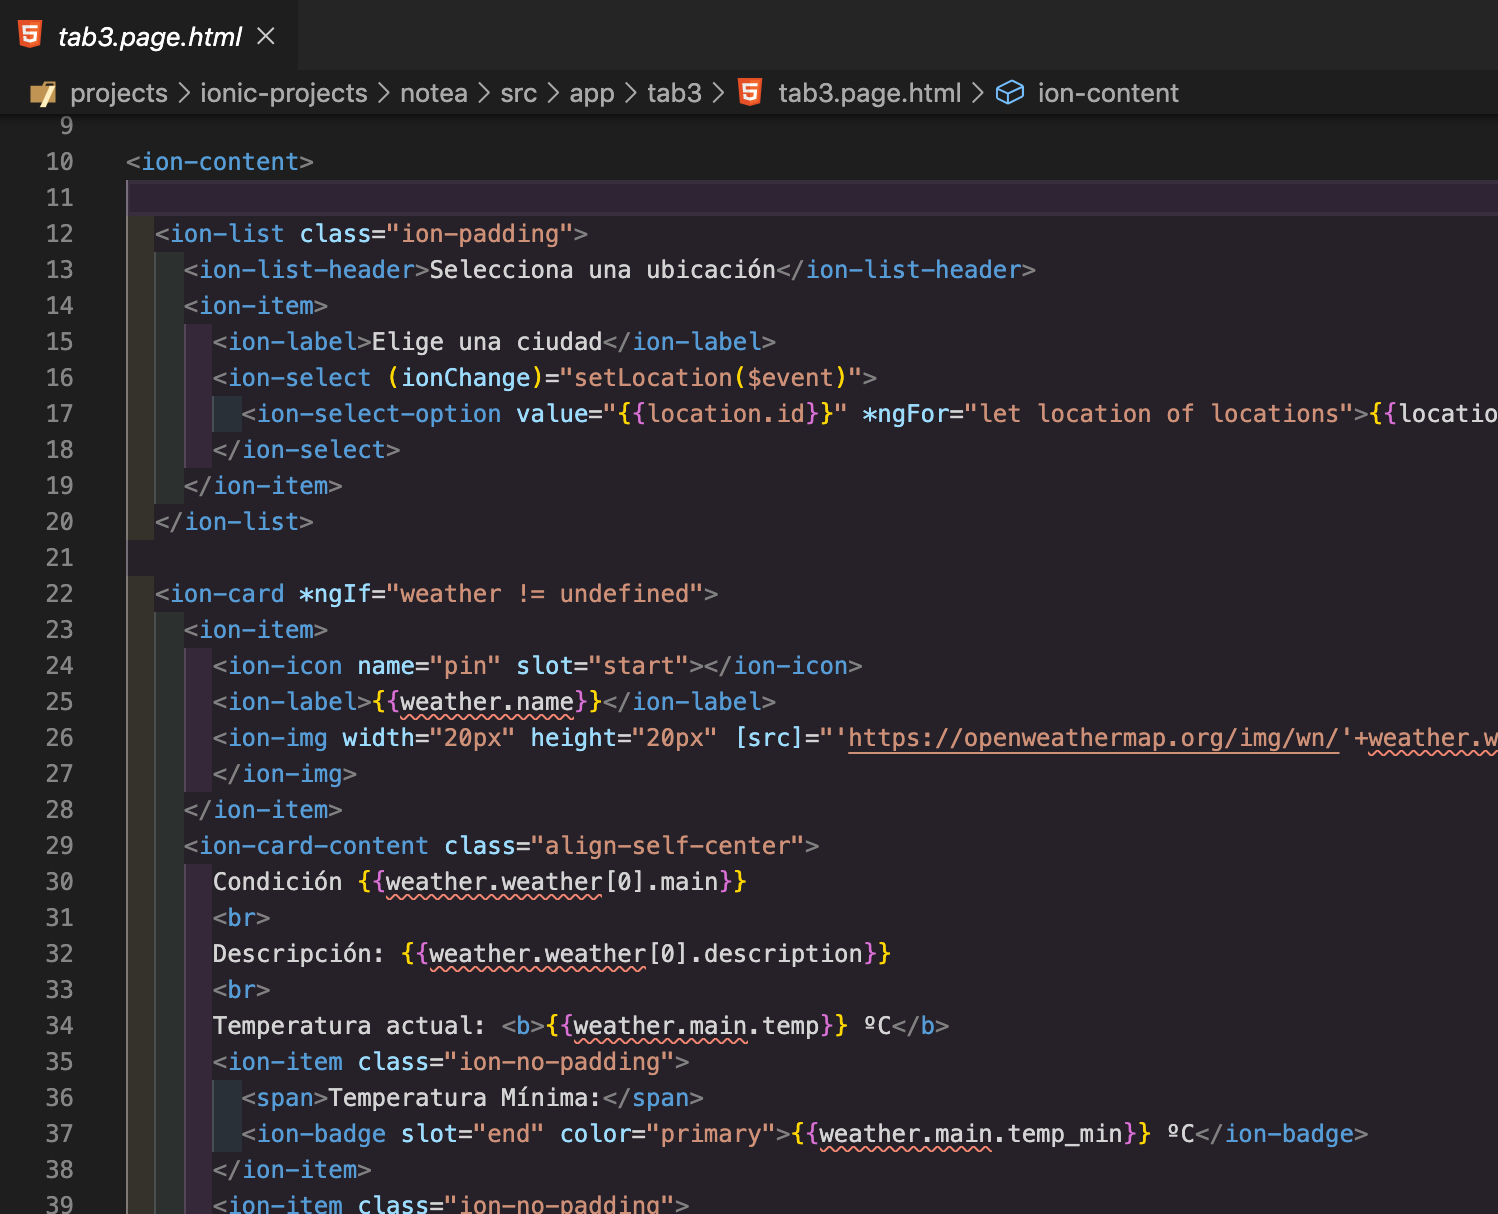 tab3.page.html
projects > ionic-projects > notea > src > app > tab3 > tab3.page.html > ion-content
9
10 <ion-content>
11
12 <ion-list class="ion-padding">
13 <ion-list-header>Selecciona una ubicación</ion-list-header>
14 <ion-item>
15 <ion-label>Elige una ciudad</ion-label>
16 <ion-select (ionChange)="setLocation($event)">
17 <ion-select-option value="{{location.id}}" *ngFor="let location of locations">{{locatio
18 </ion-select>
19 </ion-item>
20 </ion-list>
21
22 <ion-card *ngIf="weather != undefined">
23 <ion-item>
24 <ion-icon name="pin" slot="start"></ion-icon>
25 <ion-label>{{weather.name}}</ion-label>
26 <ion-img width="20px" height="20px" [src]="'https://openweathermap.org/img/wn/'+weather.w
27 </ion-img>
28 </ion-item>
29 <ion-card-content class="align-self-center">
30 Condición {{weather.weather[0].main}}
31 <br>
32 Descripción: {{weather.weather[0].description}}
33 <br>
34 Temperatura actual: <b>{{weather.main.temp}} ºC</b>
35 <ion-item class="ion-no-padding">
36 <span>Temperatura Mínima:</span>
37 <ion-badge slot="end" color="primary">{{weather.main.temp_min}} ºC</ion-badge>
38 </ion-item>
39 <ion-item class="ion-no-padding">